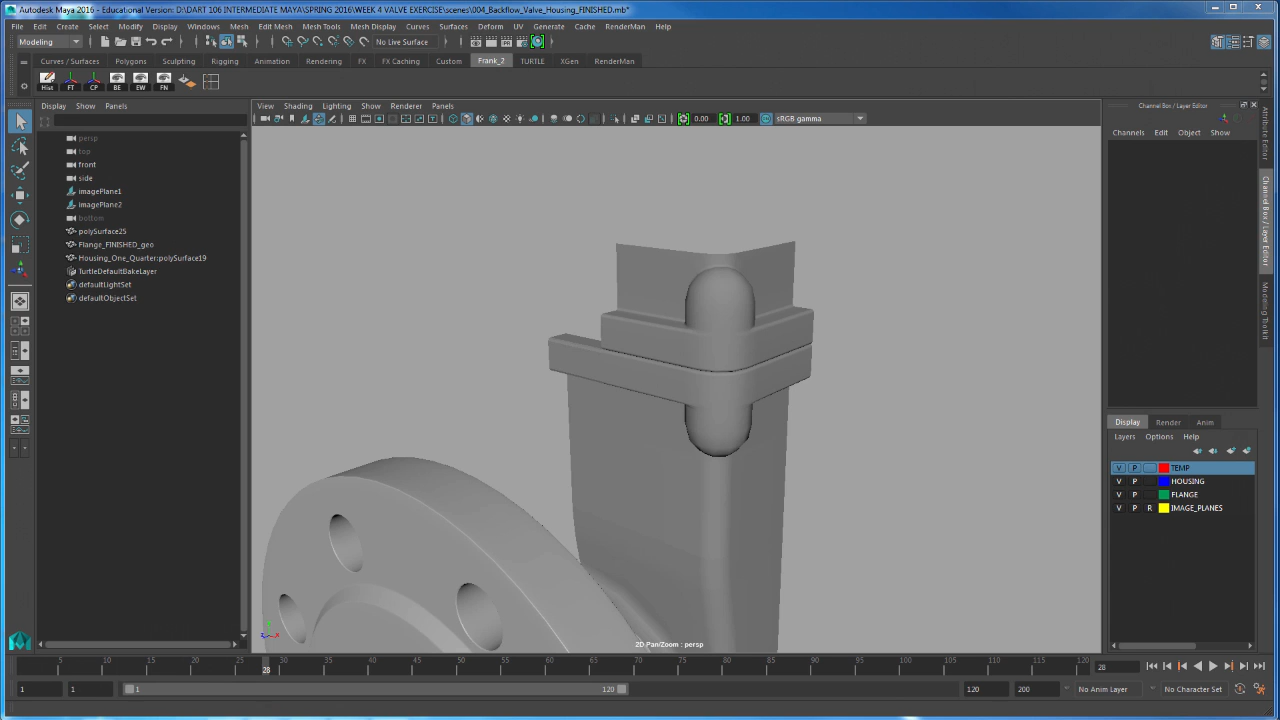 Autodesk Maya 2016 - Educational Version: D:\DART 106 INTERMEDIATE MAYA\SPRING 2016\WEEK 4 VALVE EXERCISE\scenes\004_Backflow_Valve_Housing_FINISHED.mb*
File Edit Create Select Modify Display Windows Mesh Edit Mesh Mesh Tools Mesh Display Curves Surfaces Deform UV Generate Cache RenderMan Help
Modeling No Live Surface
Curves / Surfaces Polygons Sculpting Rigging Animation Rendering FX FX Caching Custom Frank_2 TURTLE XGen RenderMan
Hist FT CP BE EW FN
Display Show Panels
View Shading Lighting Show Renderer Panels
0.00 1.00 sRGB gamma
persp
top
front
side
imagePlane1
imagePlane2
bottom
polySurface25
Flange_FINISHED_geo
Housing_One_Quarter:polySurface19
TurtleDefaultBakeLayer
defaultLightSet
defaultObjectSet
2D Pan/Zoom : persp
Channel Box / Layer Editor
Channels Edit Object Show
Attribute Editor
Channel Box / Layer Editor
Modeling Toolkit
Display Render Anim
Layers Options Help
V P TEMP
V P HOUSING
V P FLANGE
V P R IMAGE_PLANES
5 10 15 20 25 28 30 35 40 45 50 55 60 65 70 75 80 85 90 95 100 105 110 115 120 28
1 1 1 120 120 200 No Anim Layer No Character Set